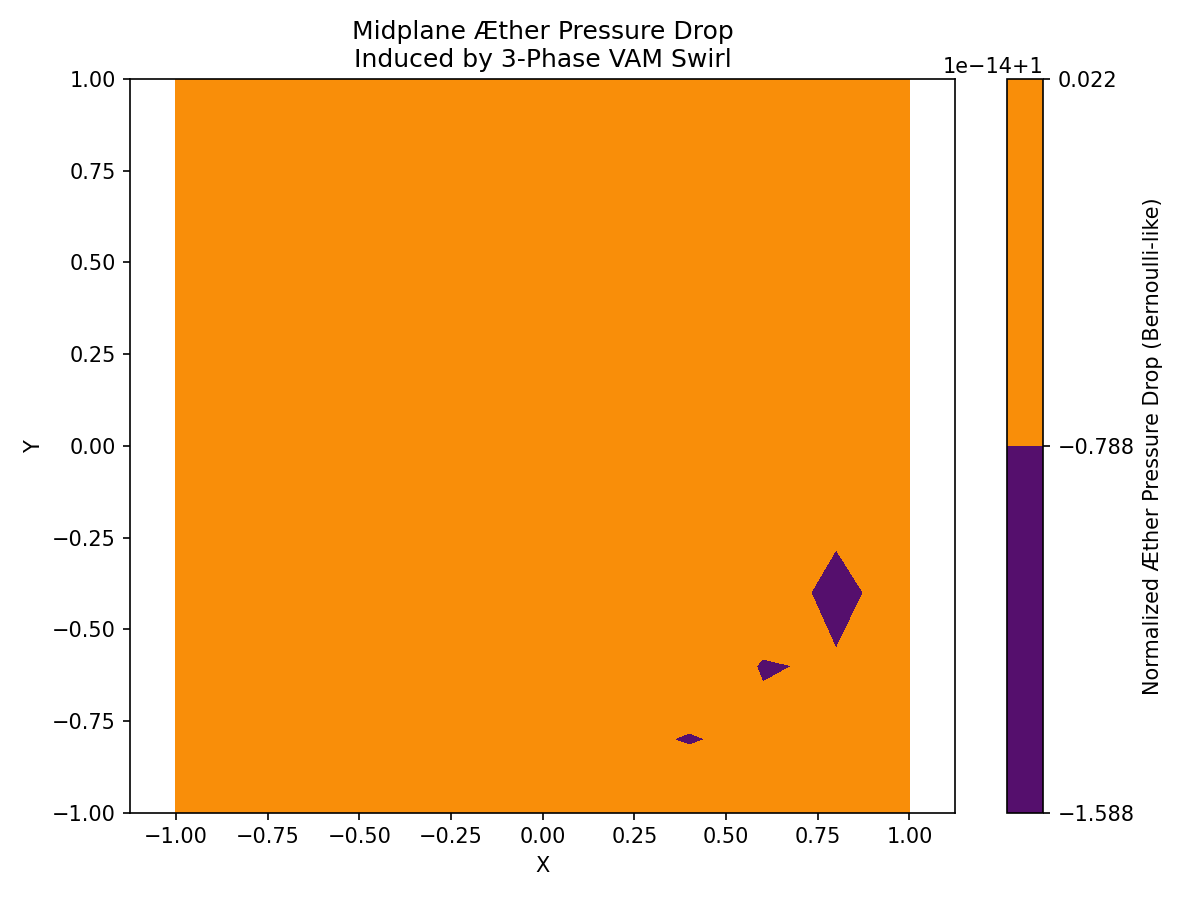 Midplane Æther Pressure Drop
Induced by 3-Phase VAM Swirl
1e−14+1
1.00
0.75
0.50
0.25
0.00
−0.25
−0.50
−0.75
−1.00
Y
−1.00 −0.75 −0.50 −0.25 0.00 0.25 0.50 0.75 1.00
X
0.022
−0.788
−1.588
Normalized Æther Pressure Drop (Bernoulli-like)